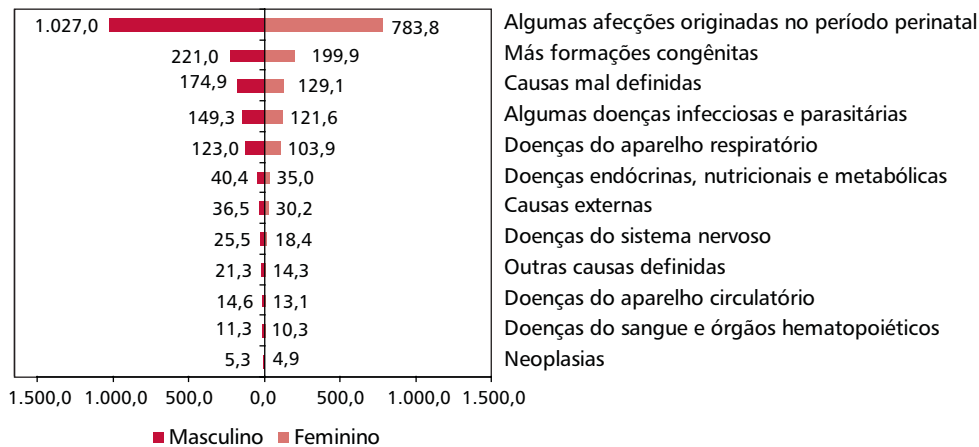 1.027,0 783,8 Algumas afecções originadas no período perinatal
221,0 199,9 Más formações congênitas
174,9 129,1 Causas mal definidas
149,3 121,6 Algumas doenças infecciosas e parasitárias
123,0 103,9 Doenças do aparelho respiratório
40,4 35,0 Doenças endócrinas, nutricionais e metabólicas
36,5 30,2 Causas externas
25,5 18,4 Doenças do sistema nervoso
21,3 14,3 Outras causas definidas
14,6 13,1 Doenças do aparelho circulatório
11,3 10,3 Doenças do sangue e órgãos hematopoiéticos
5,3 4,9 Neoplasias
1.500,0 1.000,0 500,0 0,0 500,0 1.000,0 1.500,0
Masculino Feminino